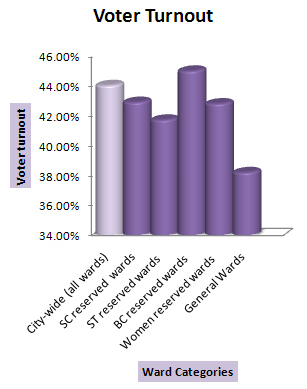 Voter Turnout
46.00%
44.00%
42.00%
40.00%
38.00%
36.00%
34.00%
Voter turnout
City-wide (all wards)
SC reserved wards
ST reserved wards
BC reserved wards
Women reserved wards
General Wards
Ward Categories